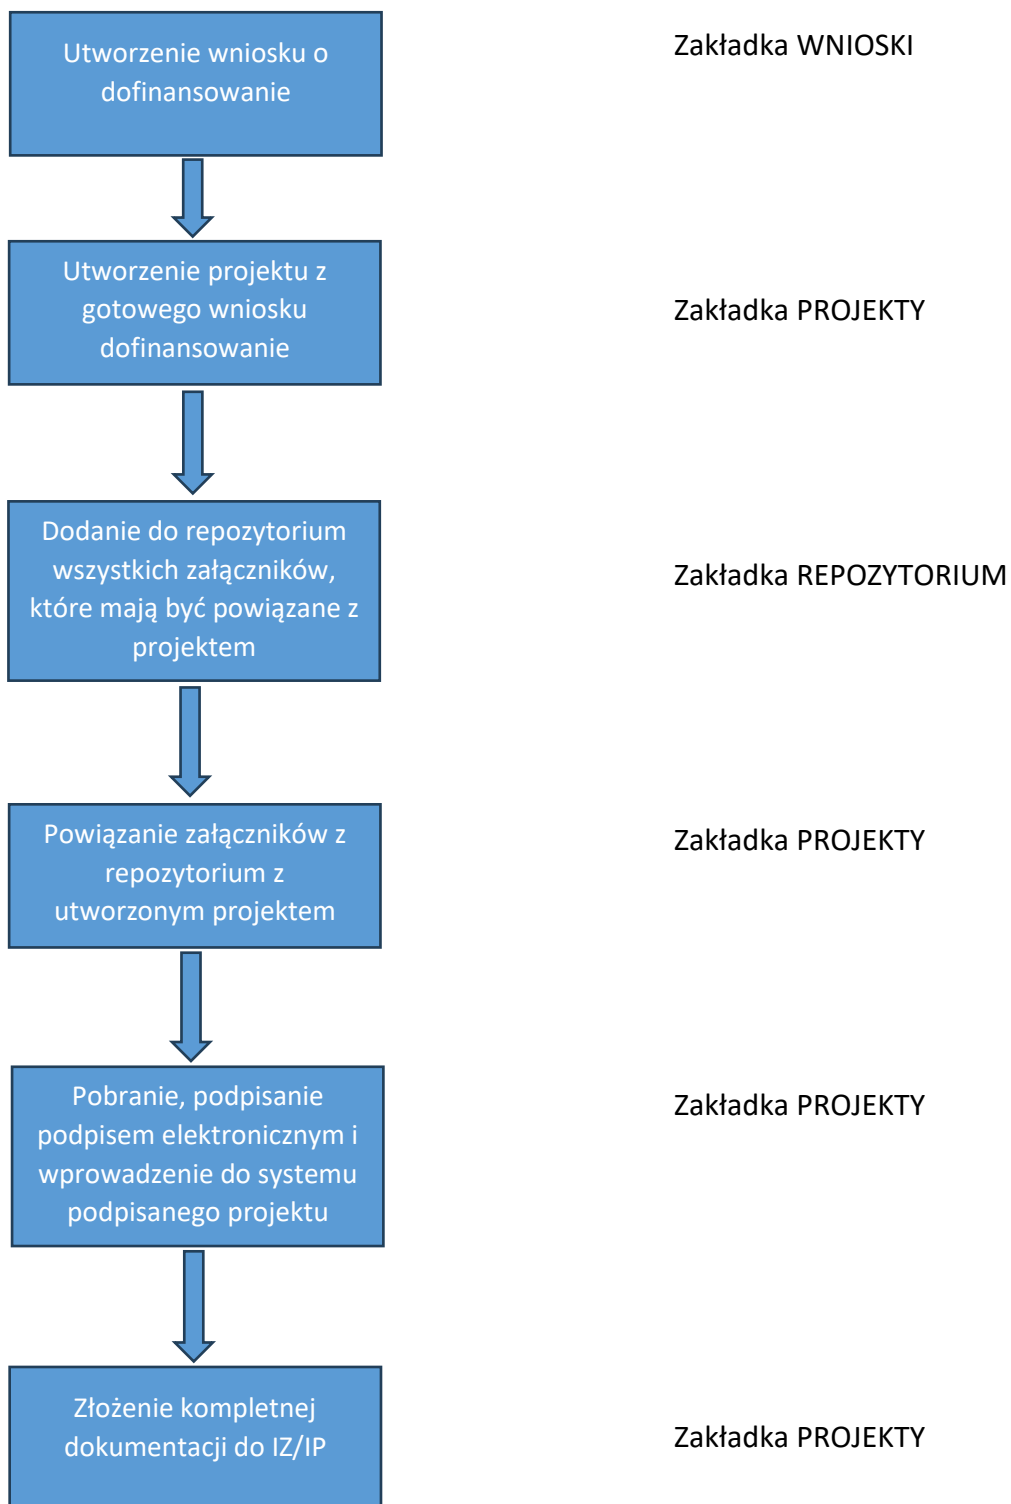 Utworzenie wniosku o
dofinansowanie
Zakładka WNIOSKI
Utworzenie projektu z
gotowego wniosku
dofinansowanie
Zakładka PROJEKTY
Dodanie do repozytorium
wszystkich załączników,
które mają być powiązane z
projektem
Zakładka REPOZYTORIUM
Powiązanie załączników z
repozytorium z
utworzonym projektem
Zakładka PROJEKTY
Pobranie, podpisanie
podpisem elektronicznym i
wprowadzenie do systemu
podpisanego projektu
Zakładka PROJEKTY
Złożenie kompletnej
dokumentacji do IZ/IP
Zakładka PROJEKTY